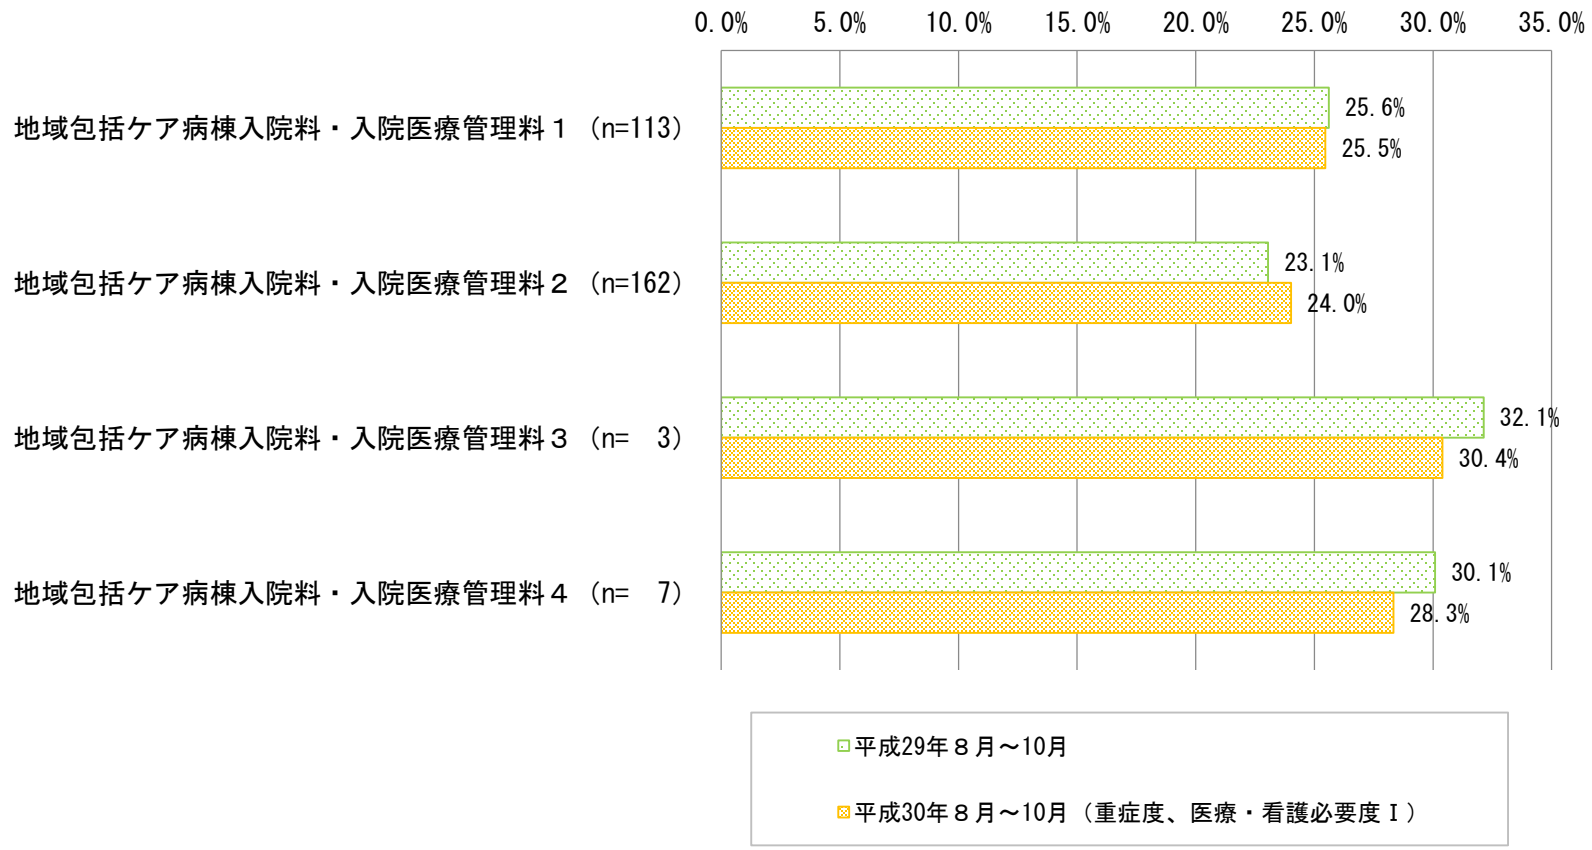 0.0% 5.0% 10.0% 15.0% 20.0% 25.0% 30.0% 35.0%
地域包括ケア病棟入院料・入院医療管理料１（n=113）
25.6%
25.5%
地域包括ケア病棟入院料・入院医療管理料２（n=162）
23.1%
24.0%
地域包括ケア病棟入院料・入院医療管理料３（n=　3）
32.1%
30.4%
地域包括ケア病棟入院料・入院医療管理料４（n=　7）
30.1%
28.3%
平成29年８月～10月
平成30年８月～10月（重症度、医療・看護必要度Ⅰ）